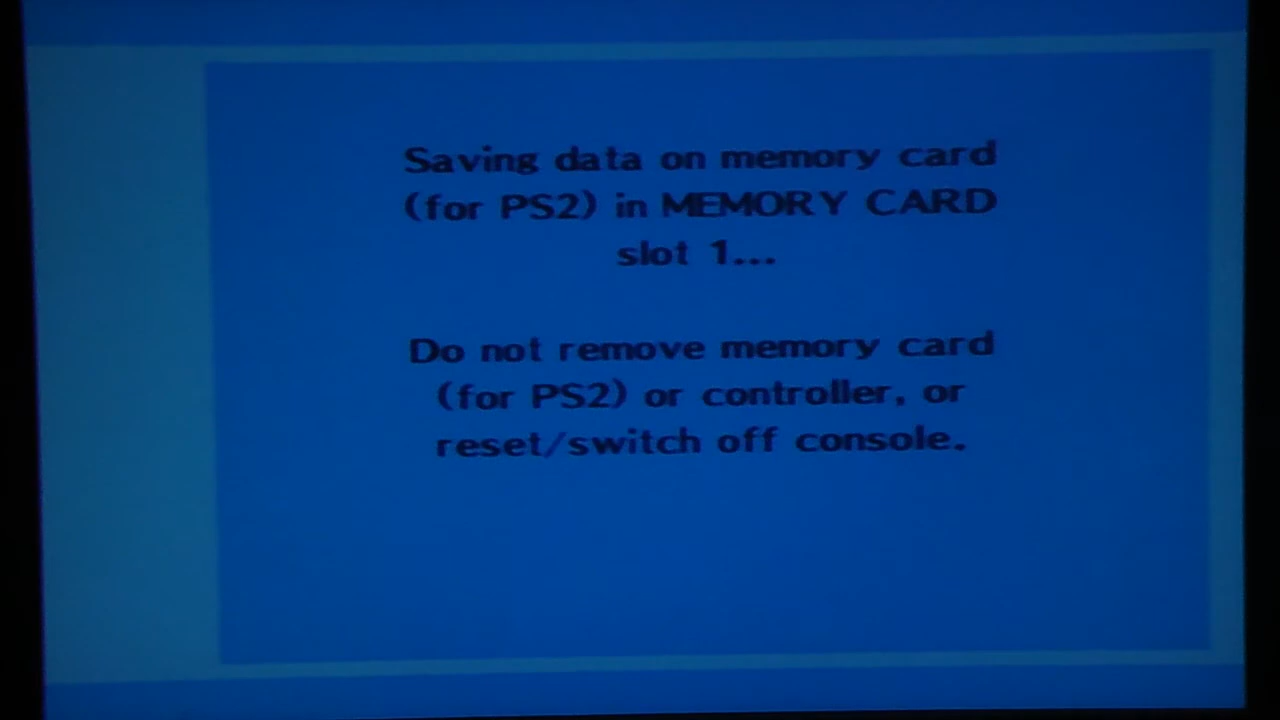 Saving data on memory card
(for PS2) in MEMORY CARD
slot 1...
Do not remove memory card
(for PS2) or controller, or
reset/switch off console.